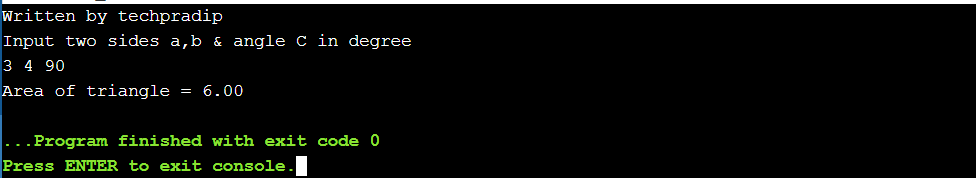 Written by techpradip
Input two sides a,b & angle C in degree
3 4 90
Area of triangle = 6.00
...Program finished with exit code 0
Press ENTER to exit console.